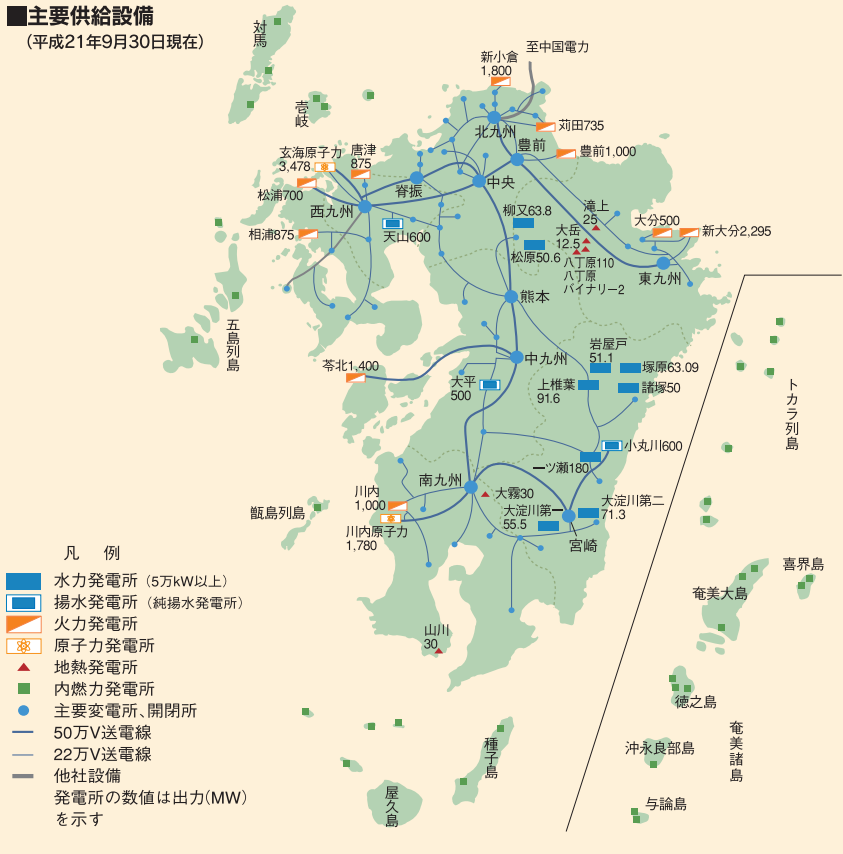 ■主要供給設備
(平成21年9月30日現在)
対馬
壱岐
新小倉
1,800
至中国電力
北九州
苅田735
豊前
豊前1,000
玄海原子力
3,478
唐津
875
松浦700
脊振
中央
西九州
相浦875
天山600
柳又63.8
松原50.6
滝上
25
大岳
12.5
八丁原110
八丁原
バイナリー2
大分500
新大分2,295
東九州
熊本
五島列島
中九州
苓北1,400
大平
500
岩屋戸
51.1
塚原63.09
上椎葉
91.6
諸塚50
小丸川600
一ツ瀬180
南九州
大霧30
川内
1,000
川内原子力
1,780
大淀川第一
55.5
大淀川第二
71.3
宮崎
甑島列島
山川
30
種子島
屋久島
トカラ列島
喜界島
奄美大島
徳之島
沖永良部島
奄美諸島
与論島
凡 例
水力発電所 (5万kW以上)
揚水発電所 (純揚水発電所)
火力発電所
原子力発電所
地熱発電所
内燃力発電所
主要変電所、開閉所
50万V送電線
22万V送電線
他社設備
発電所の数値は出力(MW)
を示す